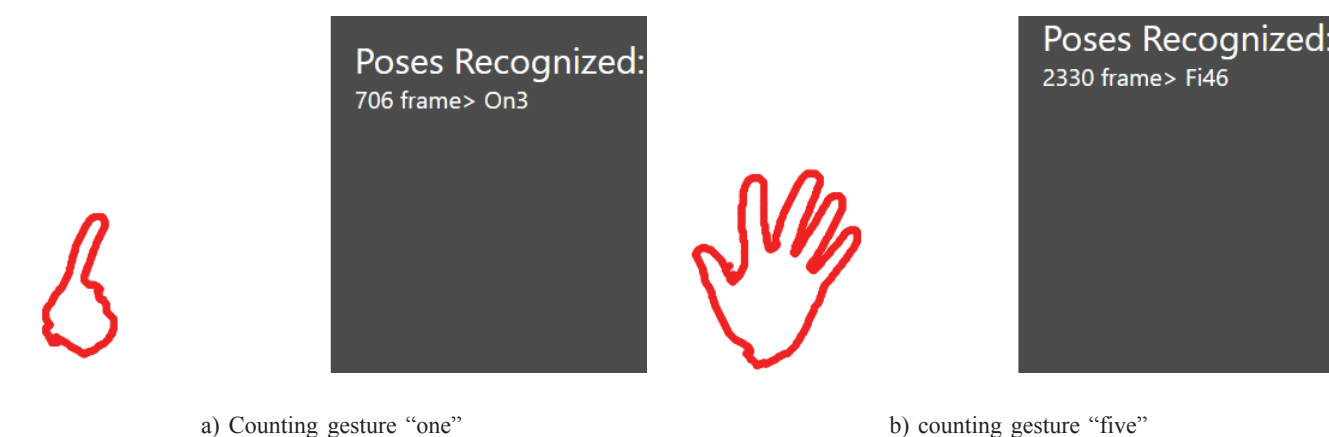 Poses Recognized:
706 frame> On3
Poses Recognized:
2330 frame> Fi46
a) Counting gesture “one”
b) counting gesture “five”